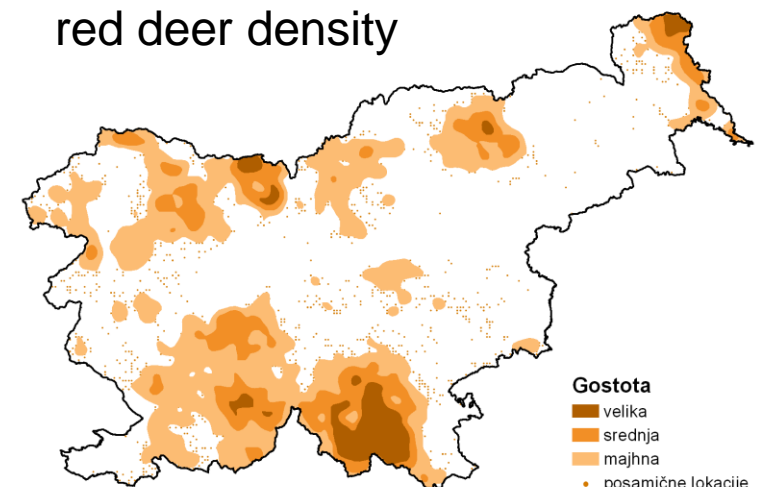 red deer density
Gostota
velika
srednja
majhna
posamične lokacije